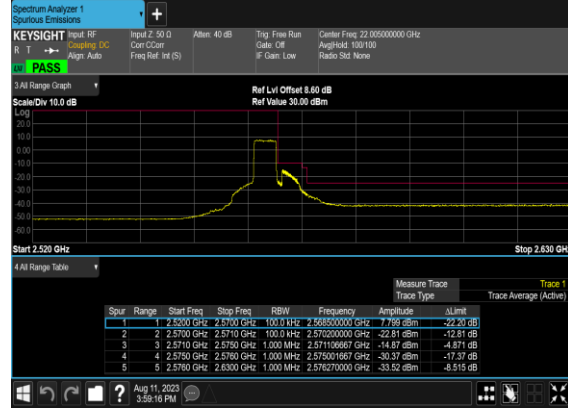 Spectrum Analyzer 1
Spurious Emissions
KEYSIGHT Input: RF Input Z: 50 Ω Atten: 40 dB Trig: Free Run Center Freq: 22.005000000 GHz
R T Coupling: DC Corr CCorr Gate: Off Avg|Hold: 100/100
Align: Auto Freq Ref: Int (S) IF Gain: Low Radio Std: None
PASS
3 All Range Graph
Scale/Div 10.0 dB Ref Lvl Offset 8.60 dB
Ref Value 30.00 dBm
Log
20.0
10.0
0.00
-10.0
-20.0
-30.0
-40.0
-50.0
-60.0
Start 2.520 GHz Stop 2.630 GH
4 All Range Table
Measure Trace Trace 1
Trace Type Trace Average (Active)
Spur Range Start Freq Stop Freq RBW Frequency Amplitude ΔLimit
1 1 2.5200 GHz 2.5700 GHz 100.0 kHz 2.568500000 GHz 7.799 dBm -22.20 dB
2 2 2.5700 GHz 2.5710 GHz 100.0 kHz 2.570200000 GHz -22.81 dBm -12.81 dB
3 3 2.5710 GHz 2.5750 GHz 1.000 MHz 2.571106667 GHz -14.87 dBm -4.871 dB
4 4 2.5750 GHz 2.5760 GHz 1.000 MHz 2.575001667 GHz -30.37 dBm -17.37 dB
5 5 2.5760 GHz 2.6300 GHz 1.000 MHz 2.576270000 GHz -33.52 dBm -8.515 dB
? Aug 11, 2023
3:59:16 PM